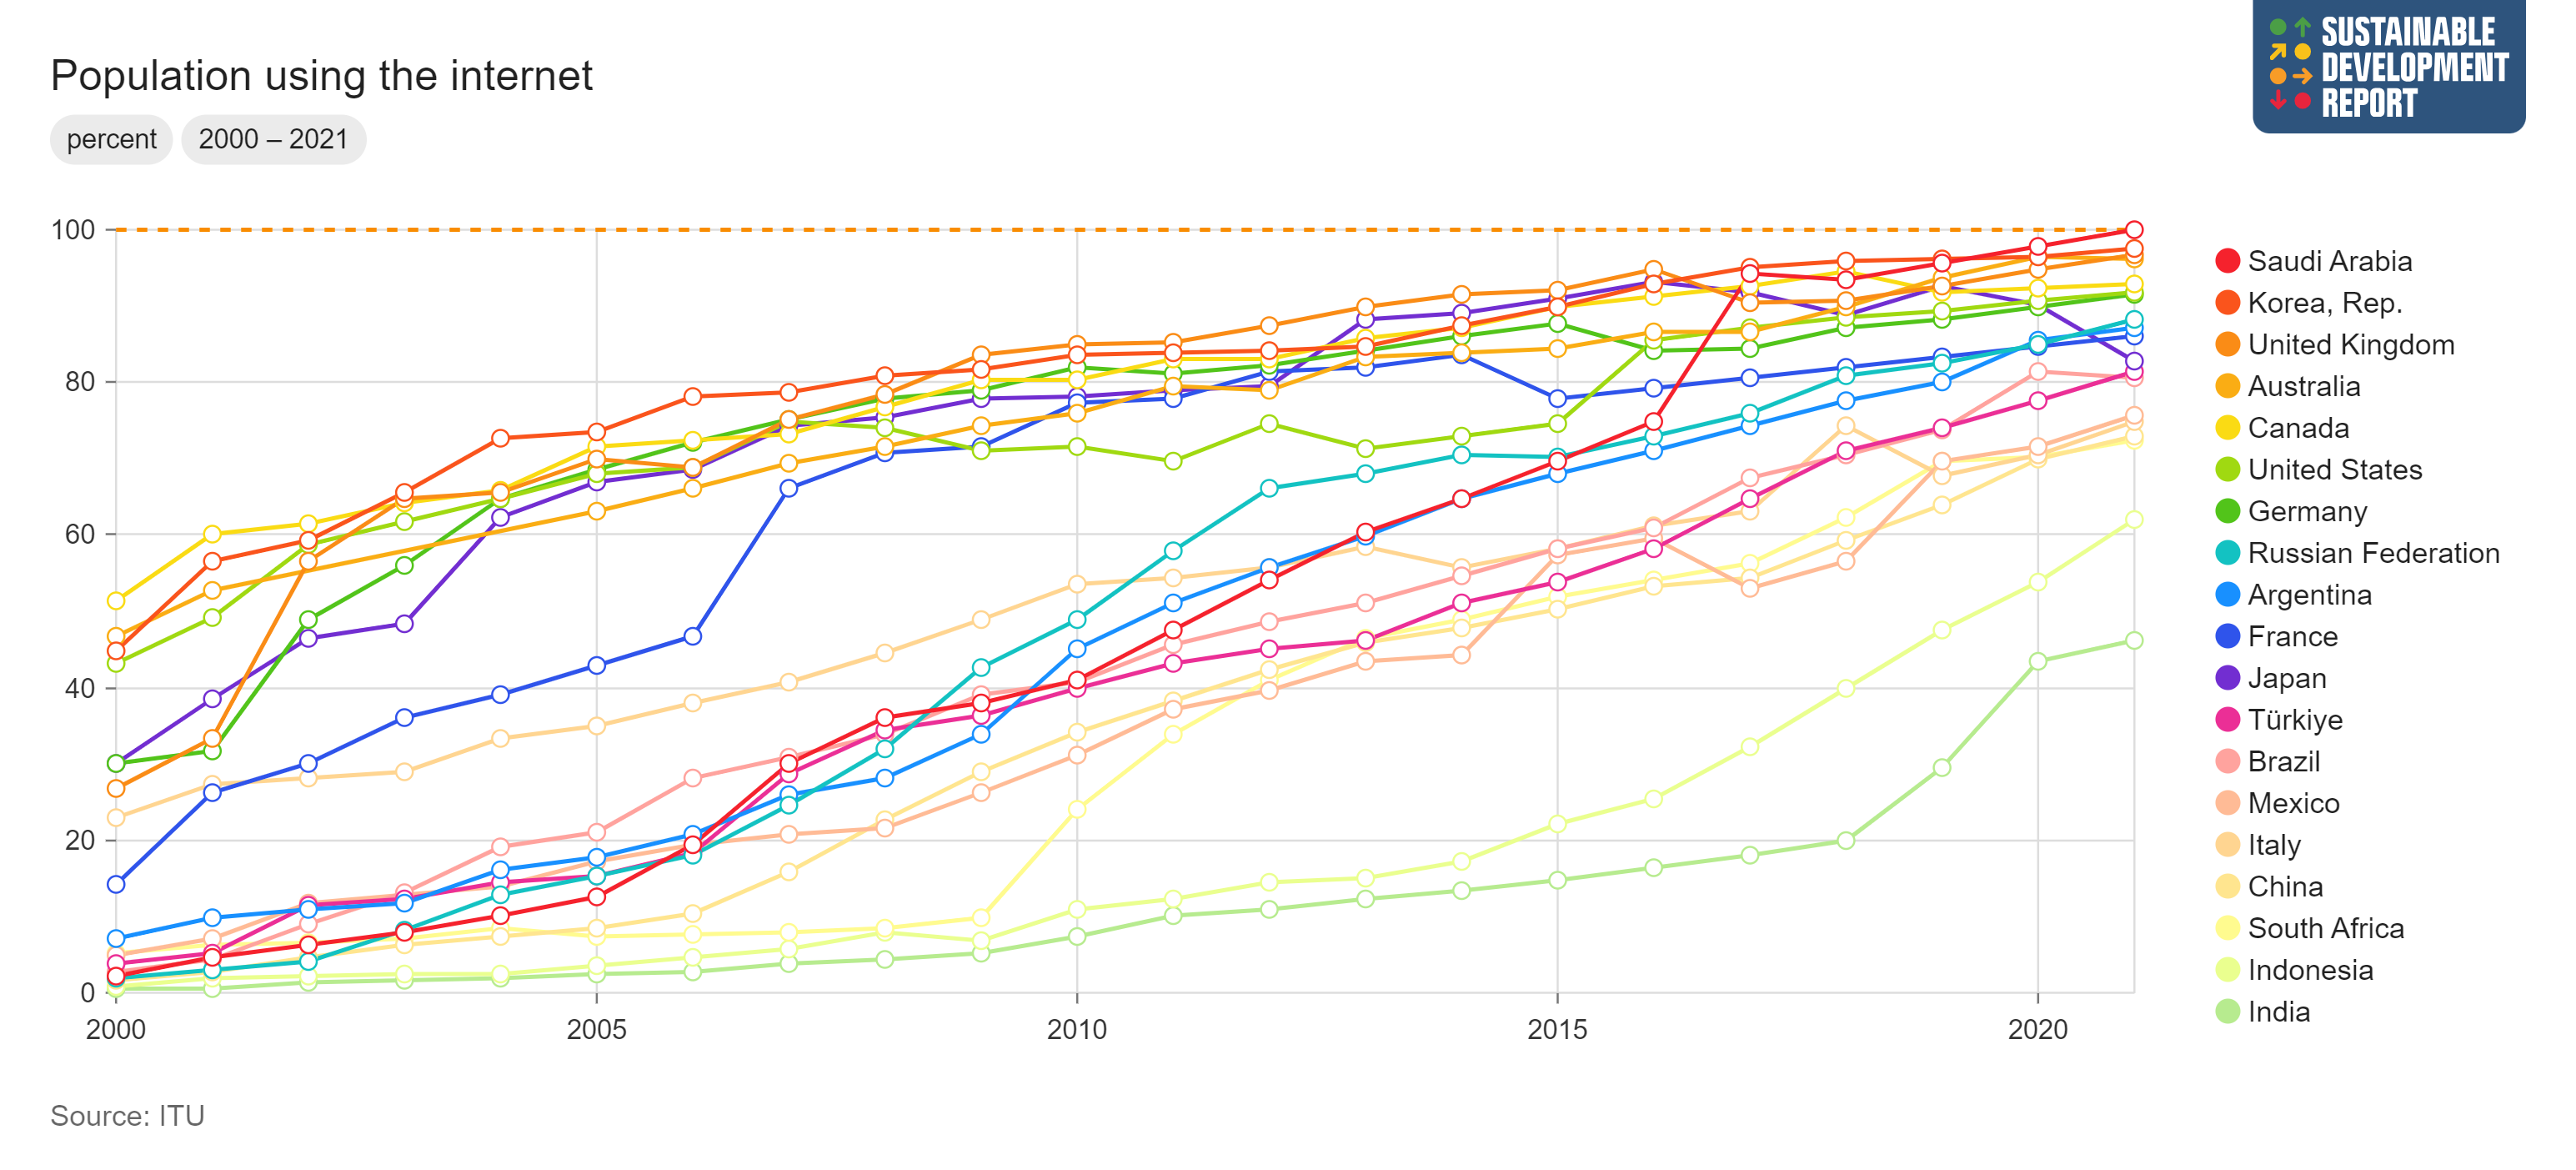 SUSTAINABLE
DEVELOPMENT
REPORT
Population using the internet
percent
2000 – 2021
100
80
60
40
20
0
2000
2005
2010
2015
2020
Saudi Arabia
Korea, Rep.
United Kingdom
Australia
Canada
United States
Germany
Russian Federation
Argentina
France
Japan
Türkiye
Brazil
Mexico
Italy
China
South Africa
Indonesia
India
Source: ITU